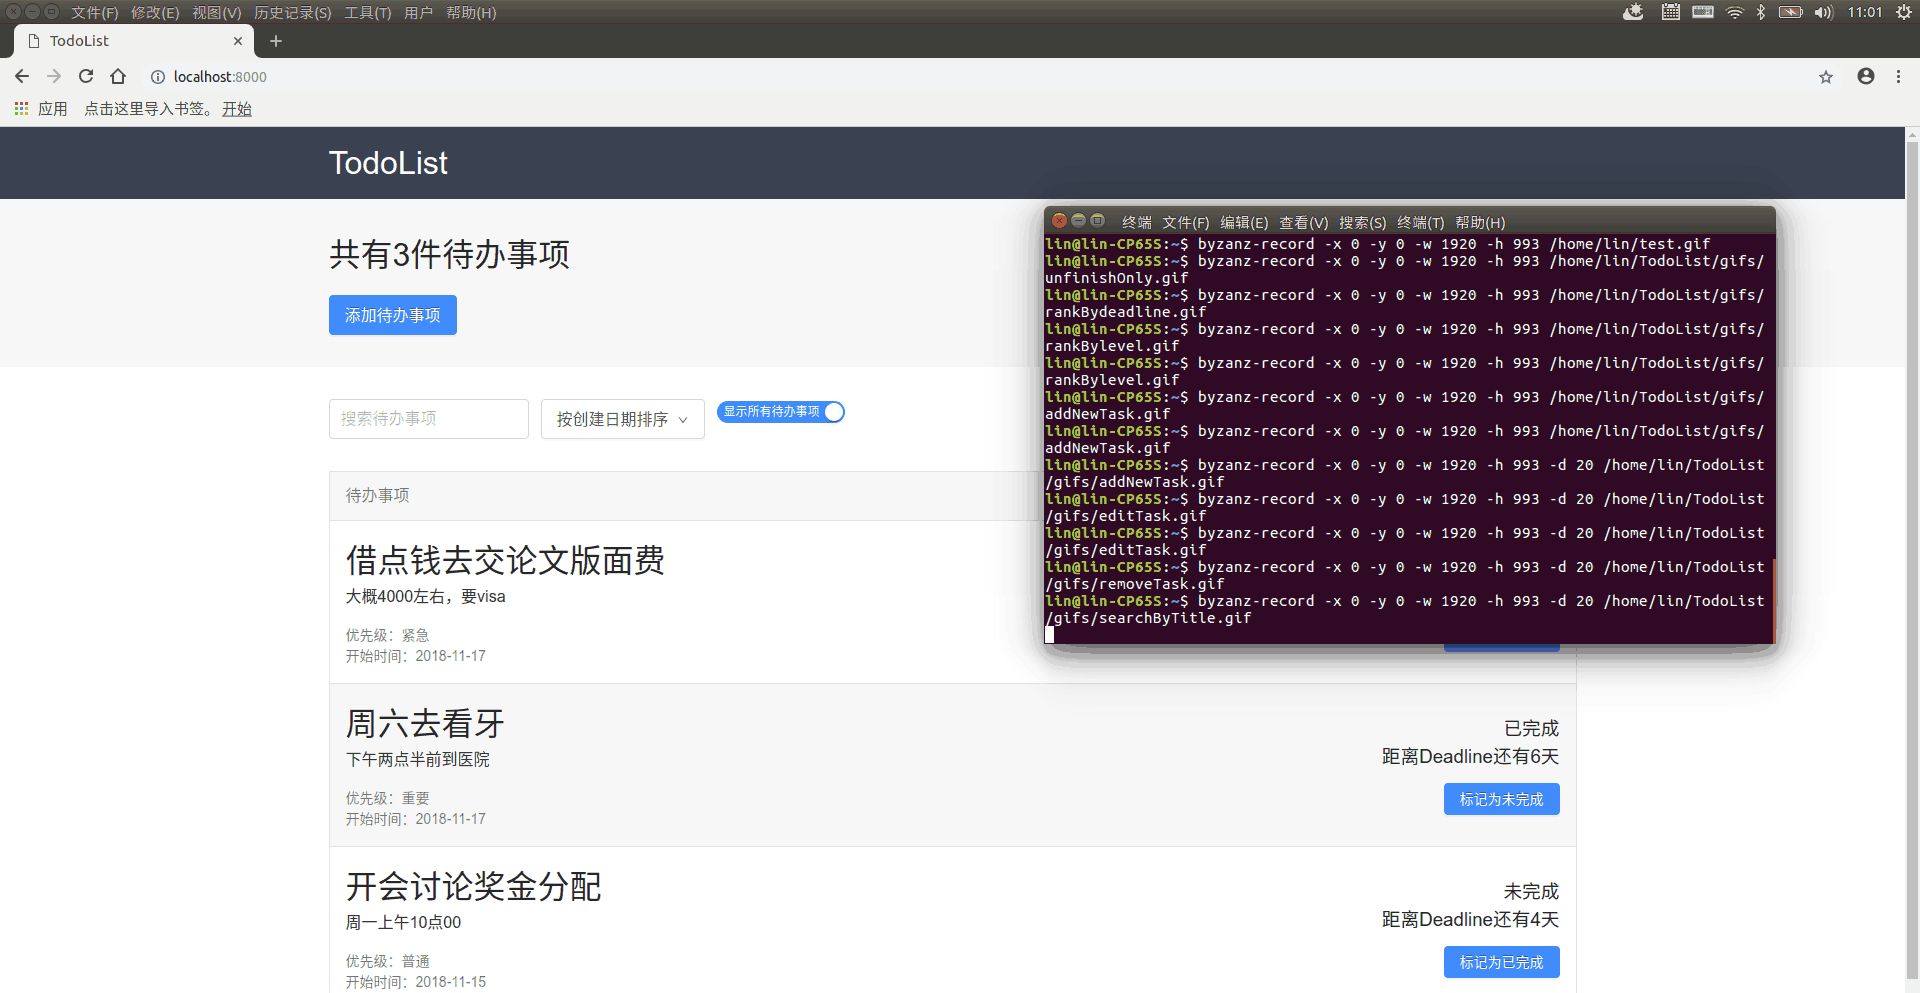 文件(F) 修改(E) 视图(V) 历史记录(S) 工具(T) 用户 帮助(H) 11:01
TodoList
localhost:8000
应用 点击这里导入书签。 开始
TodoList
共有3件待办事项
添加待办事项
搜索待办事项 按创建日期排序 显示所有待办事项
待办事项
借点钱去交论文版面费
大概4000左右，要visa
优先级：紧急
开始时间：2018-11-17
周六去看牙
下午两点半前到医院
优先级：重要
开始时间：2018-11-17
已完成
距离Deadline还有6天
标记为未完成
开会讨论奖金分配
周一上午10点00
优先级：普通
开始时间：2018-11-15
未完成
距离Deadline还有4天
标记为已完成
终端 文件(F) 编辑(E) 查看(V) 搜索(S) 终端(T) 帮助(H)
lin@lin-CP65S:~$ byzanz-record -x 0 -y 0 -w 1920 -h 993 /home/lin/test.gif
lin@lin-CP65S:~$ byzanz-record -x 0 -y 0 -w 1920 -h 993 /home/lin/TodoList/gifs/
unfinishOnly.gif
lin@lin-CP65S:~$ byzanz-record -x 0 -y 0 -w 1920 -h 993 /home/lin/TodoList/gifs/
rankBydeadline.gif
lin@lin-CP65S:~$ byzanz-record -x 0 -y 0 -w 1920 -h 993 /home/lin/TodoList/gifs/
rankBylevel.gif
lin@lin-CP65S:~$ byzanz-record -x 0 -y 0 -w 1920 -h 993 /home/lin/TodoList/gifs/
rankBylevel.gif
lin@lin-CP65S:~$ byzanz-record -x 0 -y 0 -w 1920 -h 993 /home/lin/TodoList/gifs/
addNewTask.gif
lin@lin-CP65S:~$ byzanz-record -x 0 -y 0 -w 1920 -h 993 /home/lin/TodoList/gifs/
addNewTask.gif
lin@lin-CP65S:~$ byzanz-record -x 0 -y 0 -w 1920 -h 993 -d 20 /home/lin/TodoList
/gifs/addNewTask.gif
lin@lin-CP65S:~$ byzanz-record -x 0 -y 0 -w 1920 -h 993 -d 20 /home/lin/TodoList
/gifs/editTask.gif
lin@lin-CP65S:~$ byzanz-record -x 0 -y 0 -w 1920 -h 993 -d 20 /home/lin/TodoList
/gifs/editTask.gif
lin@lin-CP65S:~$ byzanz-record -x 0 -y 0 -w 1920 -h 993 -d 20 /home/lin/TodoList
/gifs/removeTask.gif
lin@lin-CP65S:~$ byzanz-record -x 0 -y 0 -w 1920 -h 993 -d 20 /home/lin/TodoList
/gifs/searchByTitle.gif